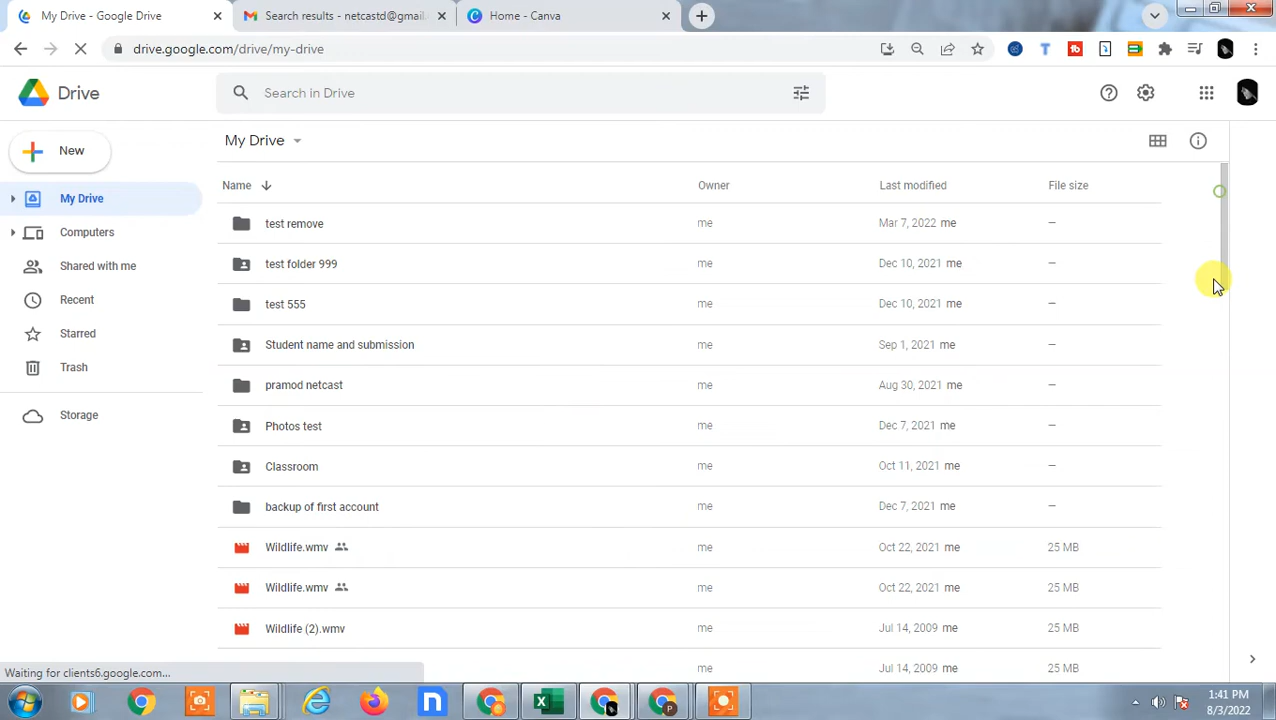 My Drive - Google Drive
Search results - netcastd@gmail
Home - Canva
drive.google.com/drive/my-drive
Drive
Search in Drive
New
My Drive
Name
Owner
Last modified
File size
My Drive
Computers
Shared with me
Recent
Starred
Trash
Storage
test remove me Mar 7, 2022 me –
test folder 999 me Dec 10, 2021 me –
test 555 me Dec 10, 2021 me –
Student name and submission me Sep 1, 2021 me –
pramod netcast me Aug 30, 2021 me –
Photos test me Dec 7, 2021 me –
Classroom me Oct 11, 2021 me –
backup of first account me Dec 7, 2021 me –
Wildlife.wmv me Oct 22, 2021 me 25 MB
Wildlife.wmv me Oct 22, 2021 me 25 MB
Wildlife (2).wmv me Jul 14, 2009 me 25 MB
me Jul 14, 2009 me 25 MB
Waiting for clients6.google.com...
1:41 PM
8/3/2022